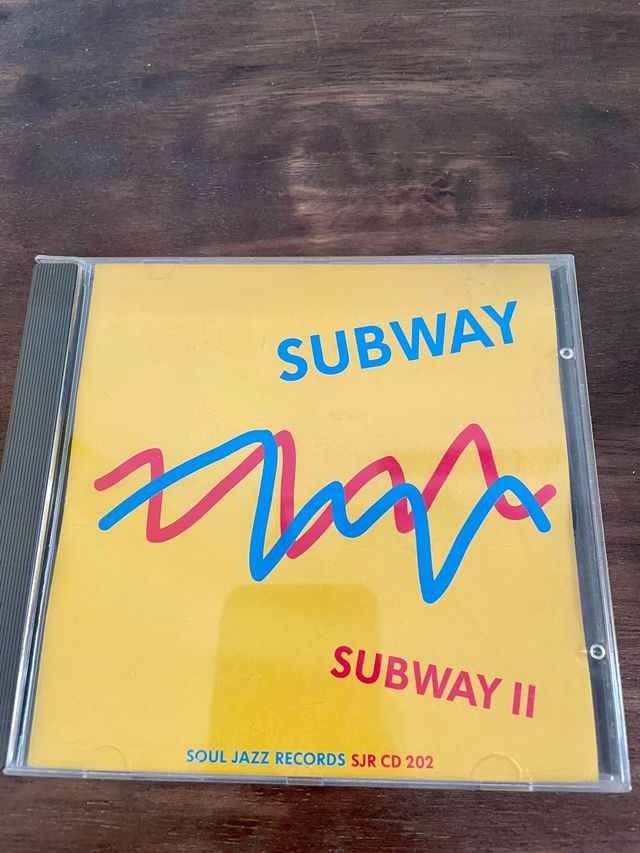 SUBWAY
SUBWAY II
SOUL JAZZ RECORDS SJR CD 202